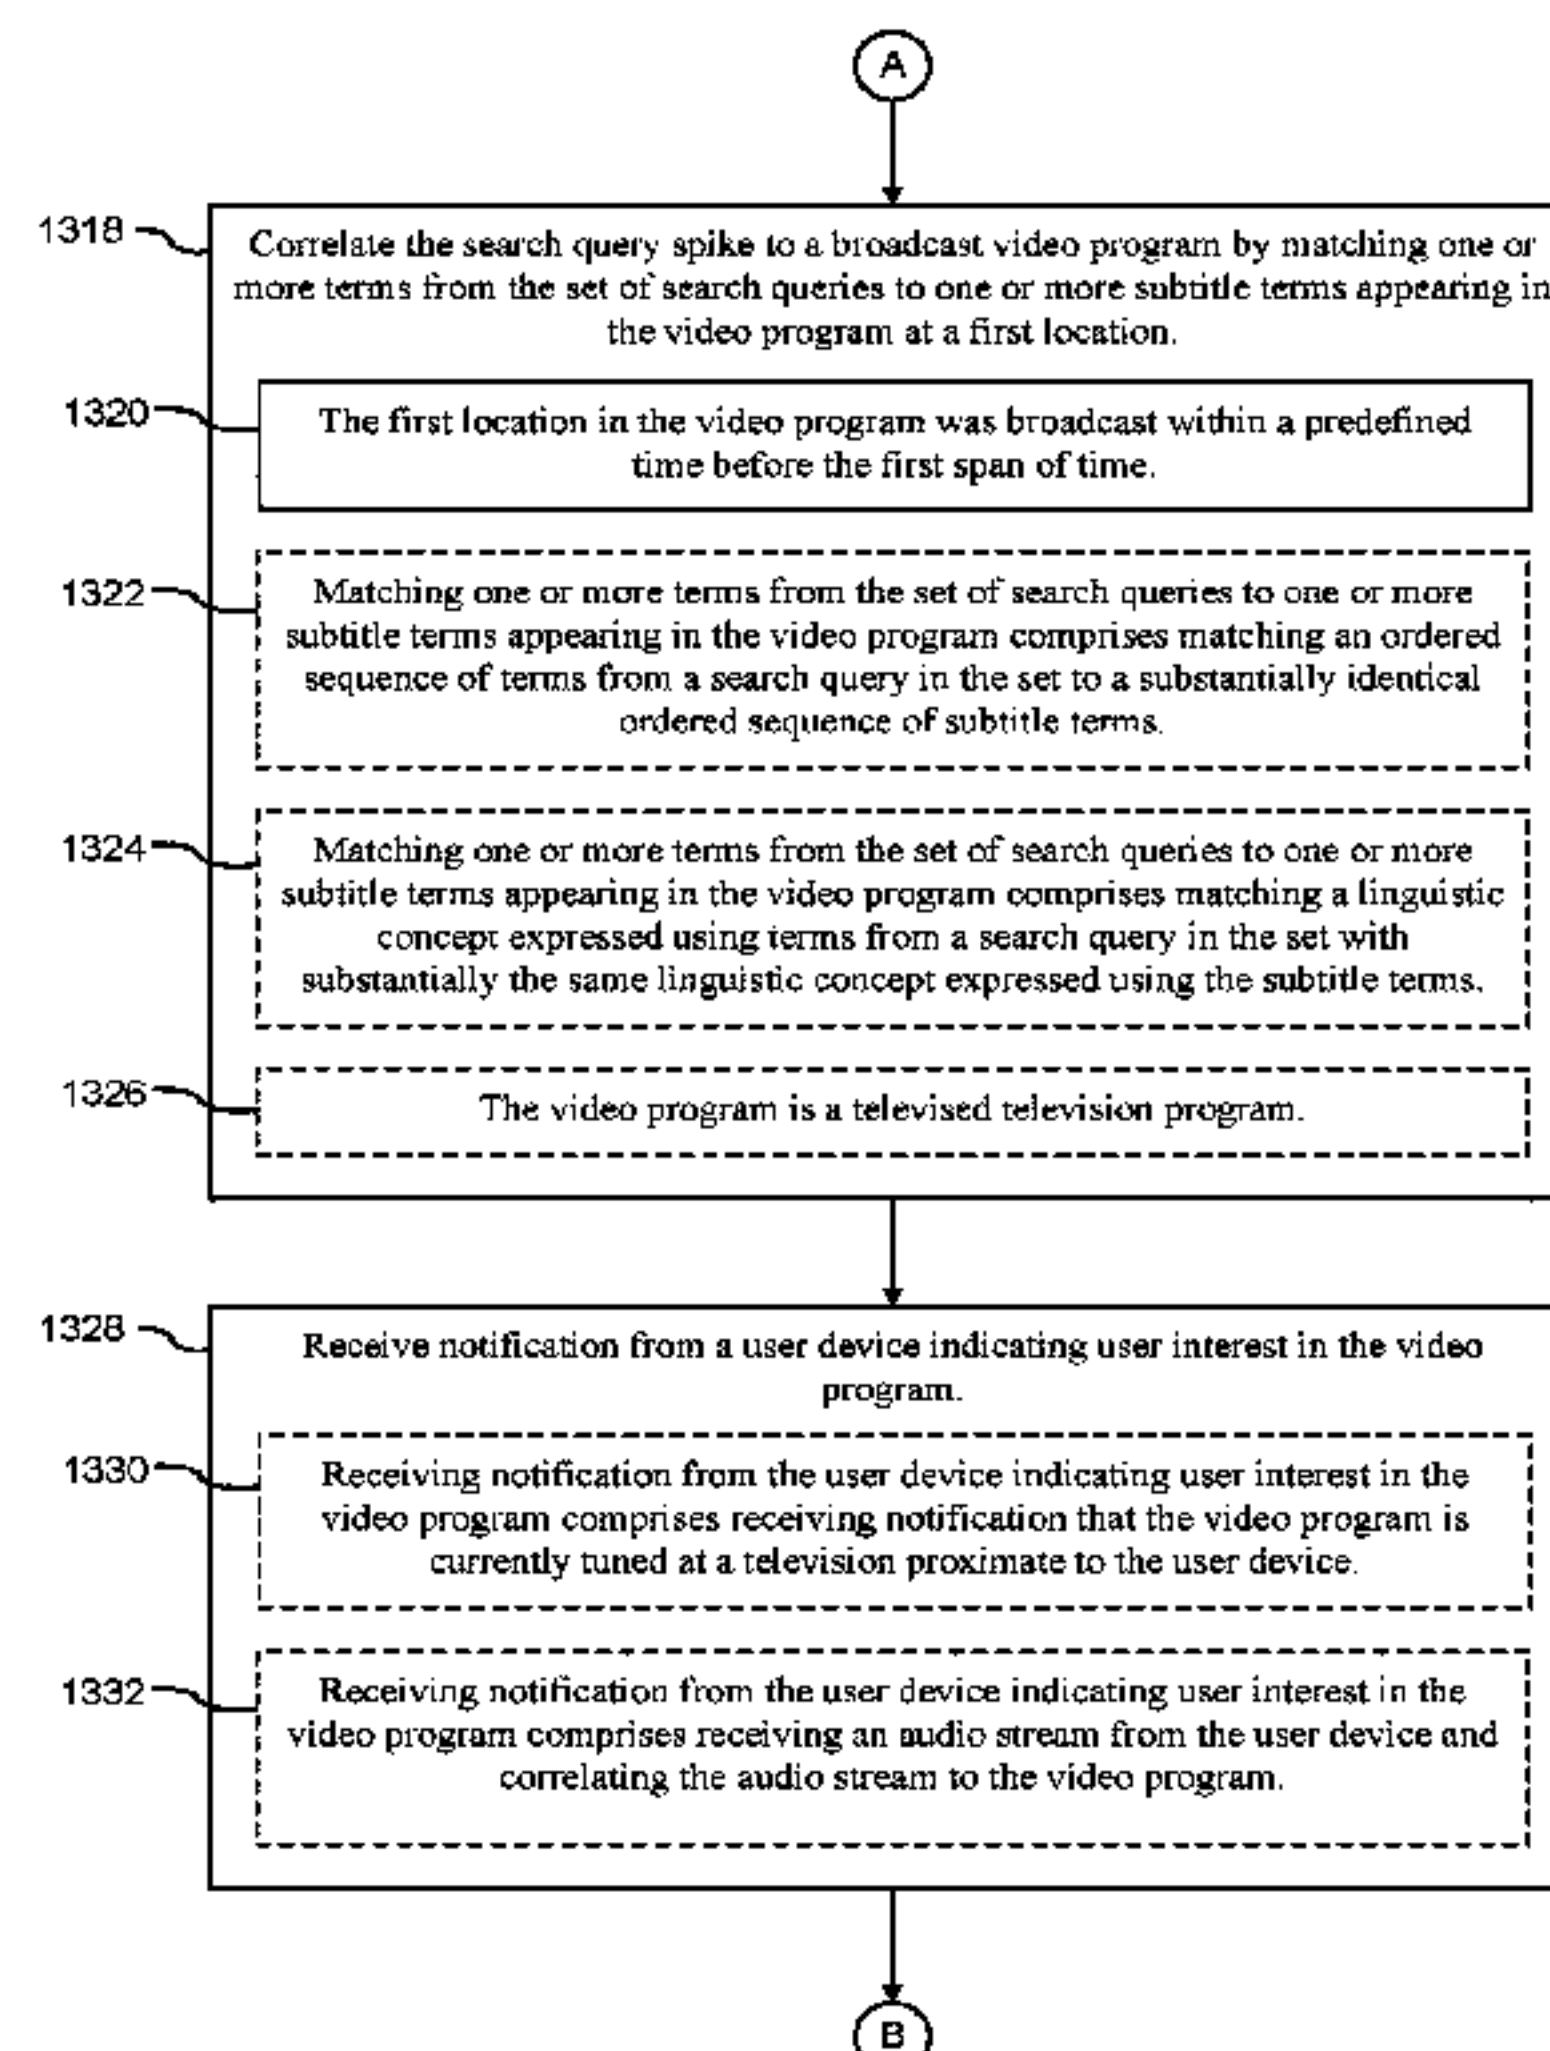 A
1318
Correlate the search query spike to a broadcast video program by matching one or
more terms from the set of search queries to one or more subtitle terms appearing in
the video program at a first location.
1320
The first location in the video program was broadcast within a predefined
time before the first span of time.
1322
Matching one or more terms from the set of search queries to one or more
subtitle terms appearing in the video program comprises matching an ordered
sequence of terms from a search query in the set to a substantially identical
ordered sequence of subtitle terms.
1324
Matching one or more terms from the set of search queries to one or more
subtitle terms appearing in the video program comprises matching a linguistic
concept expressed using terms from a search query in the set with
substantially the same linguistic concept expressed using the subtitle terms.
1326
The video program is a televised television program.
1328
Receive notification from a user device indicating user interest in the video
program.
1330
Receiving notification from the user device indicating user interest in the
video program comprises receiving notification that the video program is
currently tuned at a television proximate to the user device.
1332
Receiving notification from the user device indicating user interest in the
video program comprises receiving an audio stream from the user device and
correlating the audio stream to the video program.
B